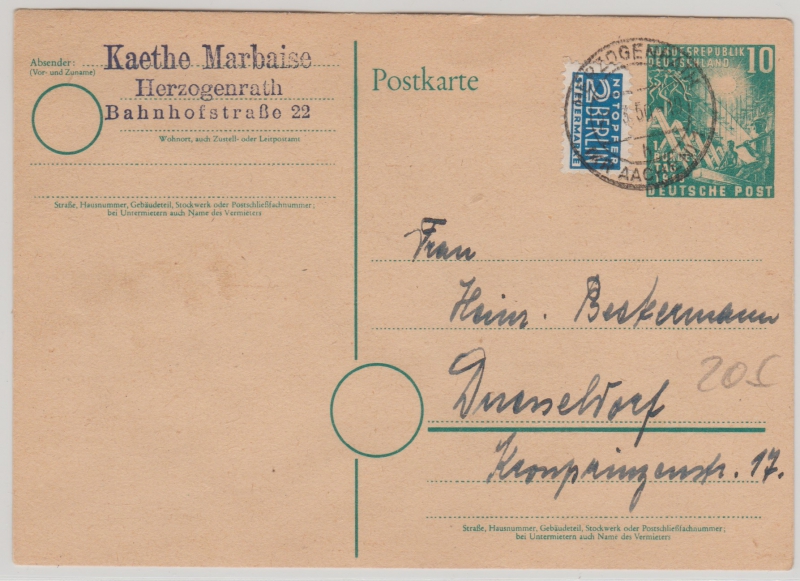 Absender:
(Vor- und Zuname)
Kaethe Marbaise
Herzogenrath
Bahnhofstraße 22
Wohnort, auch Zustell- oder Leitpostamt
Straße, Hausnummer, Gebäudeteil, Stockwerk oder Postschließfachnummer;
bei Untermietern auch Name des Vermieters
Postkarte
NOTOPFER
2 BERLIN
STEUERMARKE
BUNDESREPUBLIK 10
DEUTSCHLAND
DEUTSCHE POST
Frau
Heinr. Beckermann
Duesseldorf
Kronprinzenstr. 17.
205
Straße, Hausnummer, Gebäudeteil, Stockwerk oder Postschließfachnummer;
bei Untermietern auch Name des Vermieters